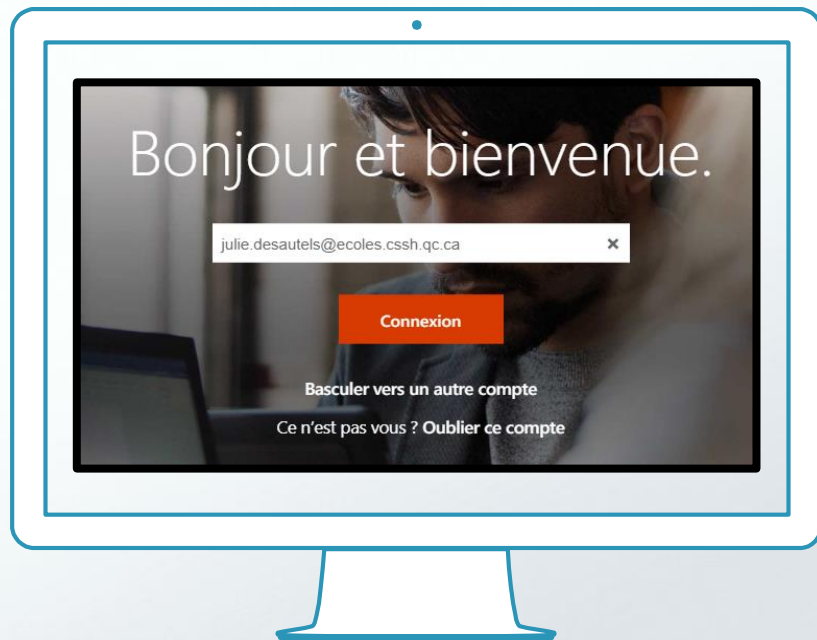 Bonjour et bienvenue.
julie.desautels@ecoles.cssh.qc.ca
Connexion
Basculer vers un autre compte
Ce n'est pas vous ? Oublier ce compte